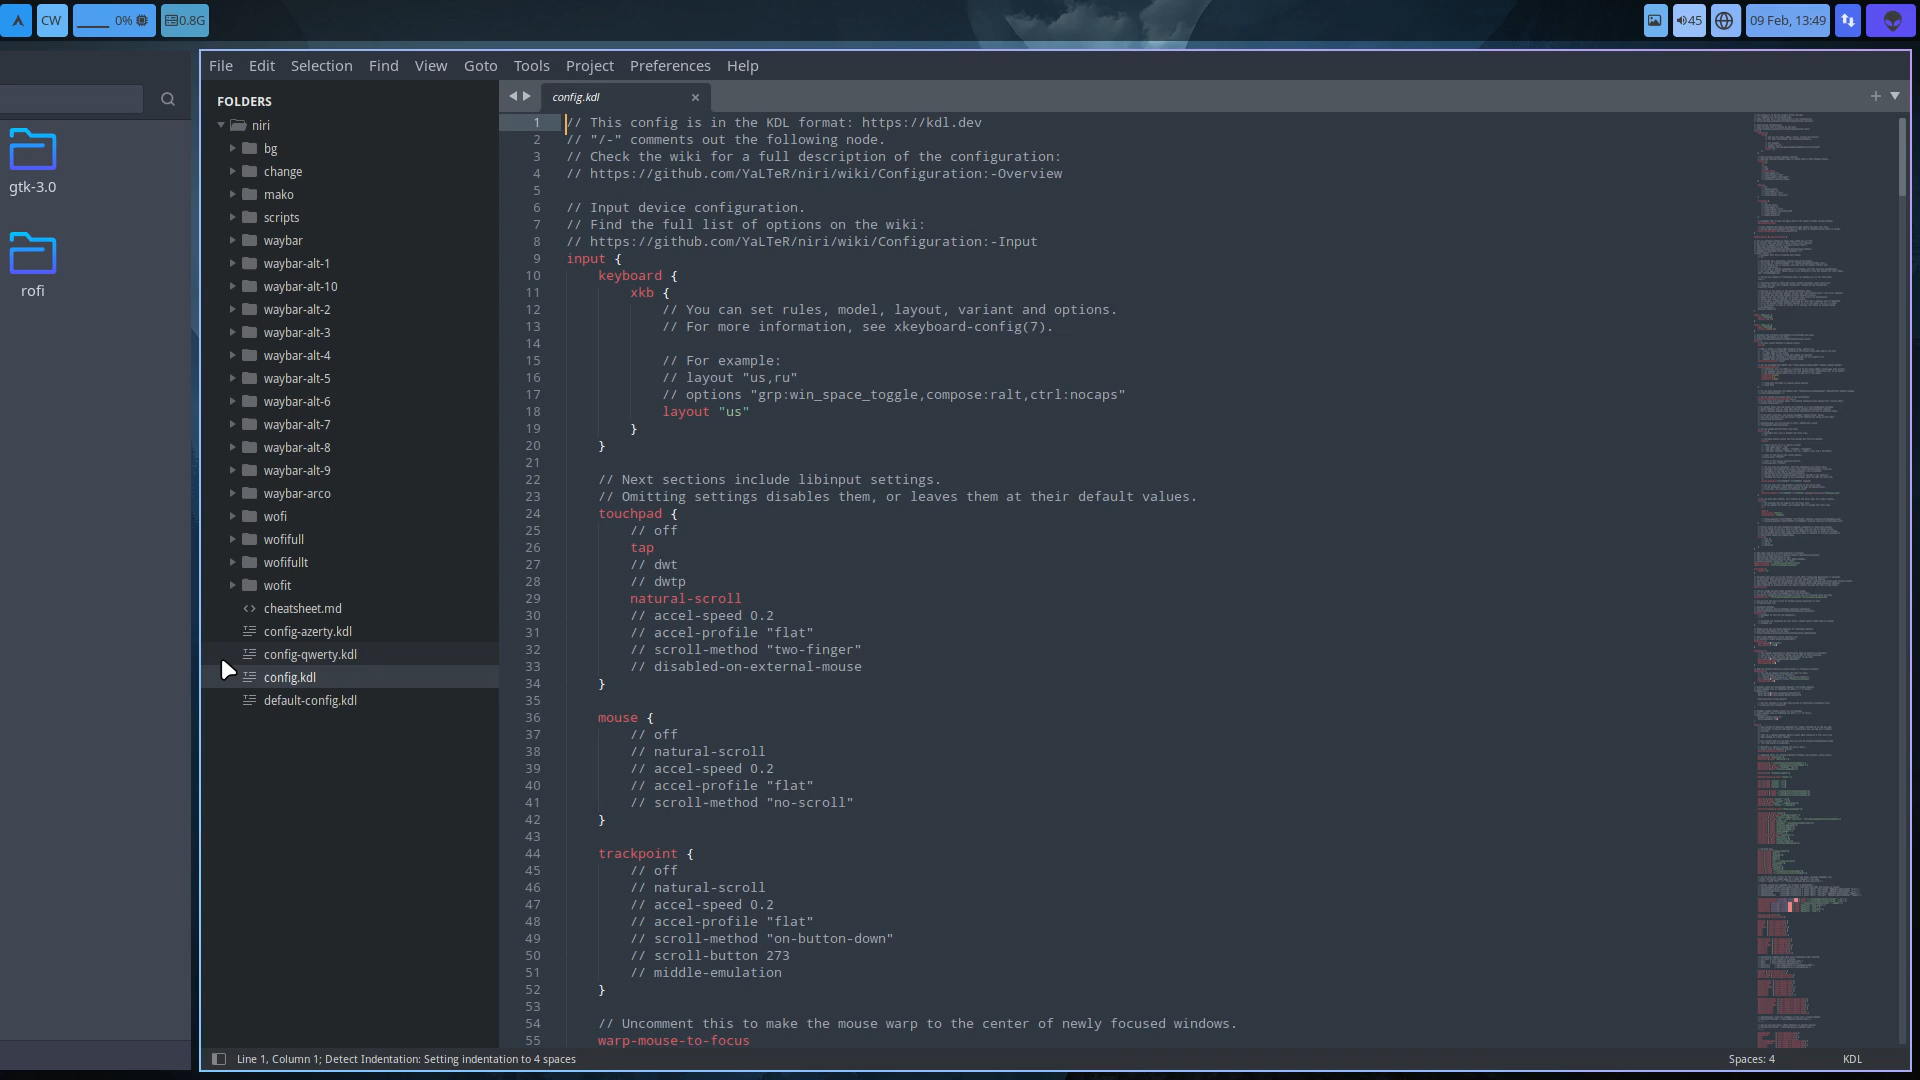 CW
0%
0.8G
45
09 Feb, 13:49
gtk-3.0
rofi
File Edit Selection Find View Goto Tools Project Preferences Help
FOLDERS
niri
bg
change
mako
scripts
waybar
waybar-alt-1
waybar-alt-10
waybar-alt-2
waybar-alt-3
waybar-alt-4
waybar-alt-5
waybar-alt-6
waybar-alt-7
waybar-alt-8
waybar-alt-9
waybar-arco
wofi
wofifull
wofifullt
wofit
cheatsheet.md
config-azerty.kdl
config-qwerty.kdl
config.kdl
default-config.kdl
config.kdl
1 // This config is in the KDL format: https://kdl.dev
2 // "/-" comments out the following node.
3 // Check the wiki for a full description of the configuration:
4 // https://github.com/YaLTeR/niri/wiki/Configuration:-Overview
5
6 // Input device configuration.
7 // Find the full list of options on the wiki:
8 // https://github.com/YaLTeR/niri/wiki/Configuration:-Input
9 input {
10 keyboard {
11 xkb {
12 // You can set rules, model, layout, variant and options.
13 // For more information, see xkeyboard-config(7).
14
15 // For example:
16 // layout "us,ru"
17 // options "grp:win_space_toggle,compose:ralt,ctrl:nocaps"
18 layout "us"
19 }
20 }
21
22 // Next sections include libinput settings.
23 // Omitting settings disables them, or leaves them at their default values.
24 touchpad {
25 // off
26 tap
27 // dwt
28 // dwtp
29 natural-scroll
30 // accel-speed 0.2
31 // accel-profile "flat"
32 // scroll-method "two-finger"
33 // disabled-on-external-mouse
34 }
35
36 mouse {
37 // off
38 // natural-scroll
39 // accel-speed 0.2
40 // accel-profile "flat"
41 // scroll-method "no-scroll"
42 }
43
44 trackpoint {
45 // off
46 // natural-scroll
47 // accel-speed 0.2
48 // accel-profile "flat"
49 // scroll-method "on-button-down"
50 // scroll-button 273
51 // middle-emulation
52 }
53
54 // Uncomment this to make the mouse warp to the center of newly focused windows.
55 warp-mouse-to-focus
Line 1, Column 1; Detect Indentation: Setting indentation to 4 spaces
Spaces: 4
KDL